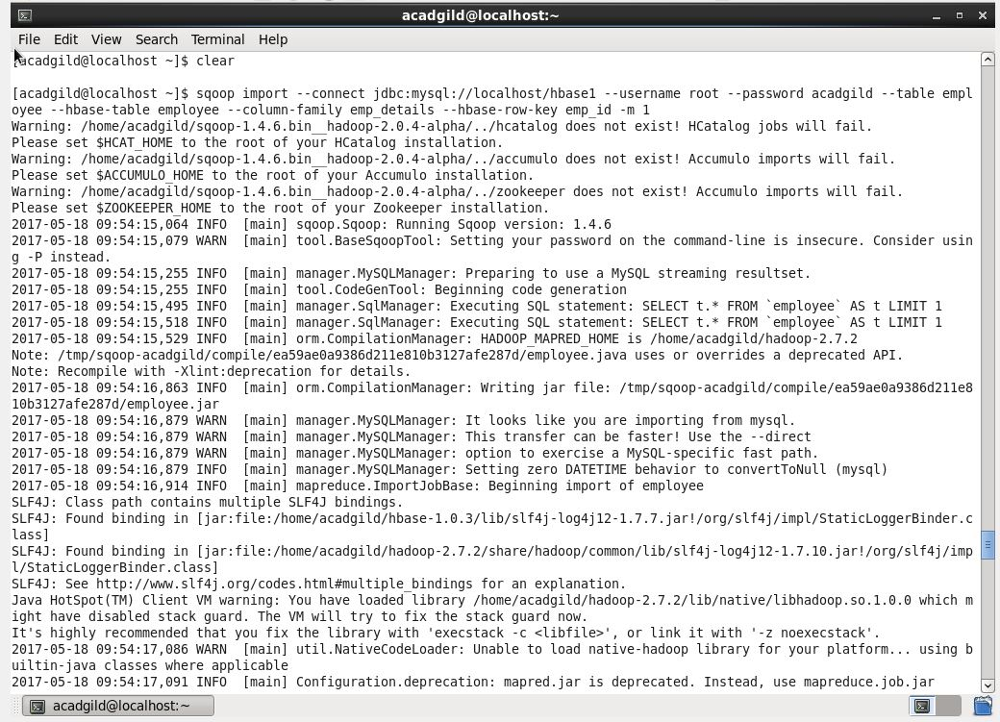 acadgild@localhost:~
File Edit View Search Terminal Help
[acadgild@localhost ~]$ clear
[acadgild@localhost ~]$ sqoop import --connect jdbc:mysql://localhost/hbase1 --username root --password acadgild --table empl
oyee --hbase-table employee --column-family emp_details --hbase-row-key emp_id -m 1
Warning: /home/acadgild/sqoop-1.4.6.bin__hadoop-2.0.4-alpha/../hcatalog does not exist! HCatalog jobs will fail.
Please set $HCAT_HOME to the root of your HCatalog installation.
Warning: /home/acadgild/sqoop-1.4.6.bin__hadoop-2.0.4-alpha/../accumulo does not exist! Accumulo imports will fail.
Please set $ACCUMULO_HOME to the root of your Accumulo installation.
Warning: /home/acadgild/sqoop-1.4.6.bin__hadoop-2.0.4-alpha/../zookeeper does not exist! Accumulo imports will fail.
Please set $ZOOKEEPER_HOME to the root of your Zookeeper installation.
2017-05-18 09:54:15,064 INFO  [main] sqoop.Sqoop: Running Sqoop version: 1.4.6
2017-05-18 09:54:15,079 WARN  [main] tool.BaseSqoopTool: Setting your password on the command-line is insecure. Consider usin
g -P instead.
2017-05-18 09:54:15,255 INFO  [main] manager.MySQLManager: Preparing to use a MySQL streaming resultset.
2017-05-18 09:54:15,255 INFO  [main] tool.CodeGenTool: Beginning code generation
2017-05-18 09:54:15,495 INFO  [main] manager.SqlManager: Executing SQL statement: SELECT t.* FROM `employee` AS t LIMIT 1
2017-05-18 09:54:15,518 INFO  [main] manager.SqlManager: Executing SQL statement: SELECT t.* FROM `employee` AS t LIMIT 1
2017-05-18 09:54:15,529 INFO  [main] orm.CompilationManager: HADOOP_MAPRED_HOME is /home/acadgild/hadoop-2.7.2
Note: /tmp/sqoop-acadgild/compile/ea59ae0a9386d211e810b3127afe287d/employee.java uses or overrides a deprecated API.
Note: Recompile with -Xlint:deprecation for details.
2017-05-18 09:54:16,863 INFO  [main] orm.CompilationManager: Writing jar file: /tmp/sqoop-acadgild/compile/ea59ae0a9386d211e8
10b3127afe287d/employee.jar
2017-05-18 09:54:16,879 WARN  [main] manager.MySQLManager: It looks like you are importing from mysql.
2017-05-18 09:54:16,879 WARN  [main] manager.MySQLManager: This transfer can be faster! Use the --direct
2017-05-18 09:54:16,879 WARN  [main] manager.MySQLManager: option to exercise a MySQL-specific fast path.
2017-05-18 09:54:16,879 INFO  [main] manager.MySQLManager: Setting zero DATETIME behavior to convertToNull (mysql)
2017-05-18 09:54:16,914 INFO  [main] mapreduce.ImportJobBase: Beginning import of employee
SLF4J: Class path contains multiple SLF4J bindings.
SLF4J: Found binding in [jar:file:/home/acadgild/hbase-1.0.3/lib/slf4j-log4j12-1.7.7.jar!/org/slf4j/impl/StaticLoggerBinder.c
lass]
SLF4J: Found binding in [jar:file:/home/acadgild/hadoop-2.7.2/share/hadoop/common/lib/slf4j-log4j12-1.7.10.jar!/org/slf4j/imp
l/StaticLoggerBinder.class]
SLF4J: See http://www.slf4j.org/codes.html#multiple_bindings for an explanation.
Java HotSpot(TM) Client VM warning: You have loaded library /home/acadgild/hadoop-2.7.2/lib/native/libhadoop.so.1.0.0 which m
ight have disabled stack guard. The VM will try to fix the stack guard now.
It's highly recommended that you fix the library with 'execstack -c <libfile>', or link it with '-z noexecstack'.
2017-05-18 09:54:17,086 WARN  [main] util.NativeCodeLoader: Unable to load native-hadoop library for your platform... using b
uiltin-java classes where applicable
2017-05-18 09:54:17,091 INFO  [main] Configuration.deprecation: mapred.jar is deprecated. Instead, use mapreduce.job.jar
acadgild@localhost:~